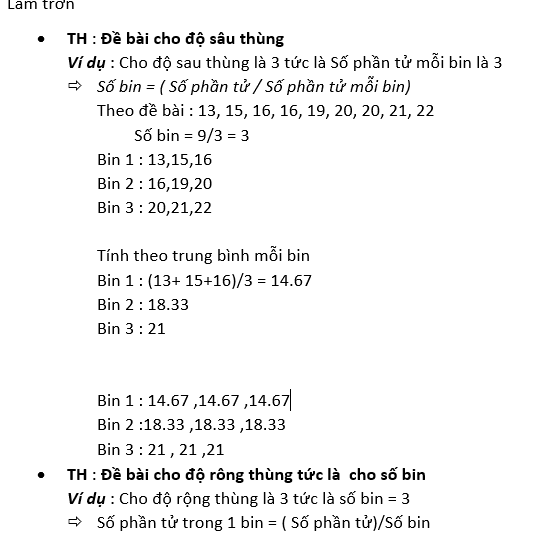 Làm trơn
• TH : Đề bài cho độ sâu thùng
Ví dụ : Cho độ sau thùng là 3 tức là Số phần tử mỗi bin là 3
⇨ Số bin = ( Số phần tử / Số phần tử mỗi bin)
Theo đề bài : 13, 15, 16, 16, 19, 20, 20, 21, 22
Số bin = 9/3 = 3
Bin 1 : 13,15,16
Bin 2 : 16,19,20
Bin 3 : 20,21,22
Tính theo trung bình mỗi bin
Bin 1 : (13+ 15+16)/3 = 14.67
Bin 2 : 18.33
Bin 3 : 21
Bin 1 : 14.67 ,14.67 ,14.67
Bin 2 :18.33 ,18.33 ,18.33
Bin 3 : 21 , 21 ,21
• TH : Đề bài cho độ rông thùng tức là cho số bin
Ví dụ : Cho độ rộng thùng là 3 tức là số bin = 3
⇨ Số phần tử trong 1 bin = ( Số phần tử)/Số bin